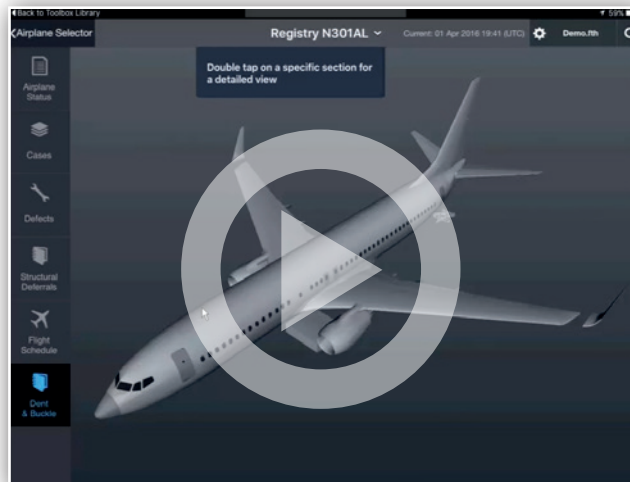 Back to Toolbox Library
59%
Airplane Selector
Registry N301AL
Current: 01 Apr 2016 19:41 (UTC)
Demo.fth
Double tap on a specific section for
a detailed view
Airplane
Status
Cases
Defects
Structural
Deferrals
Flight
Schedule
Dent
& Buckle